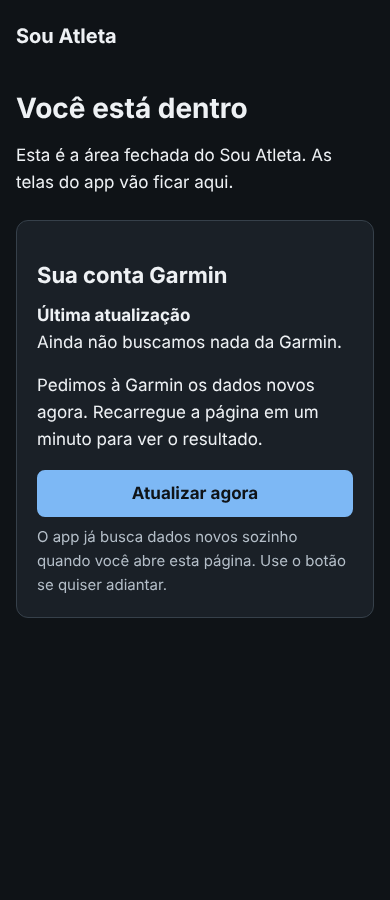 Sou Atleta
Você está dentro
Esta é a área fechada do Sou Atleta. As
telas do app vão ficar aqui.
Sua conta Garmin
Última atualização
Ainda não buscamos nada da Garmin.
Pedimos à Garmin os dados novos
agora. Recarregue a página em um
minuto para ver o resultado.
Atualizar agora
O app já busca dados novos sozinho
quando você abre esta página. Use o botão
se quiser adiantar.